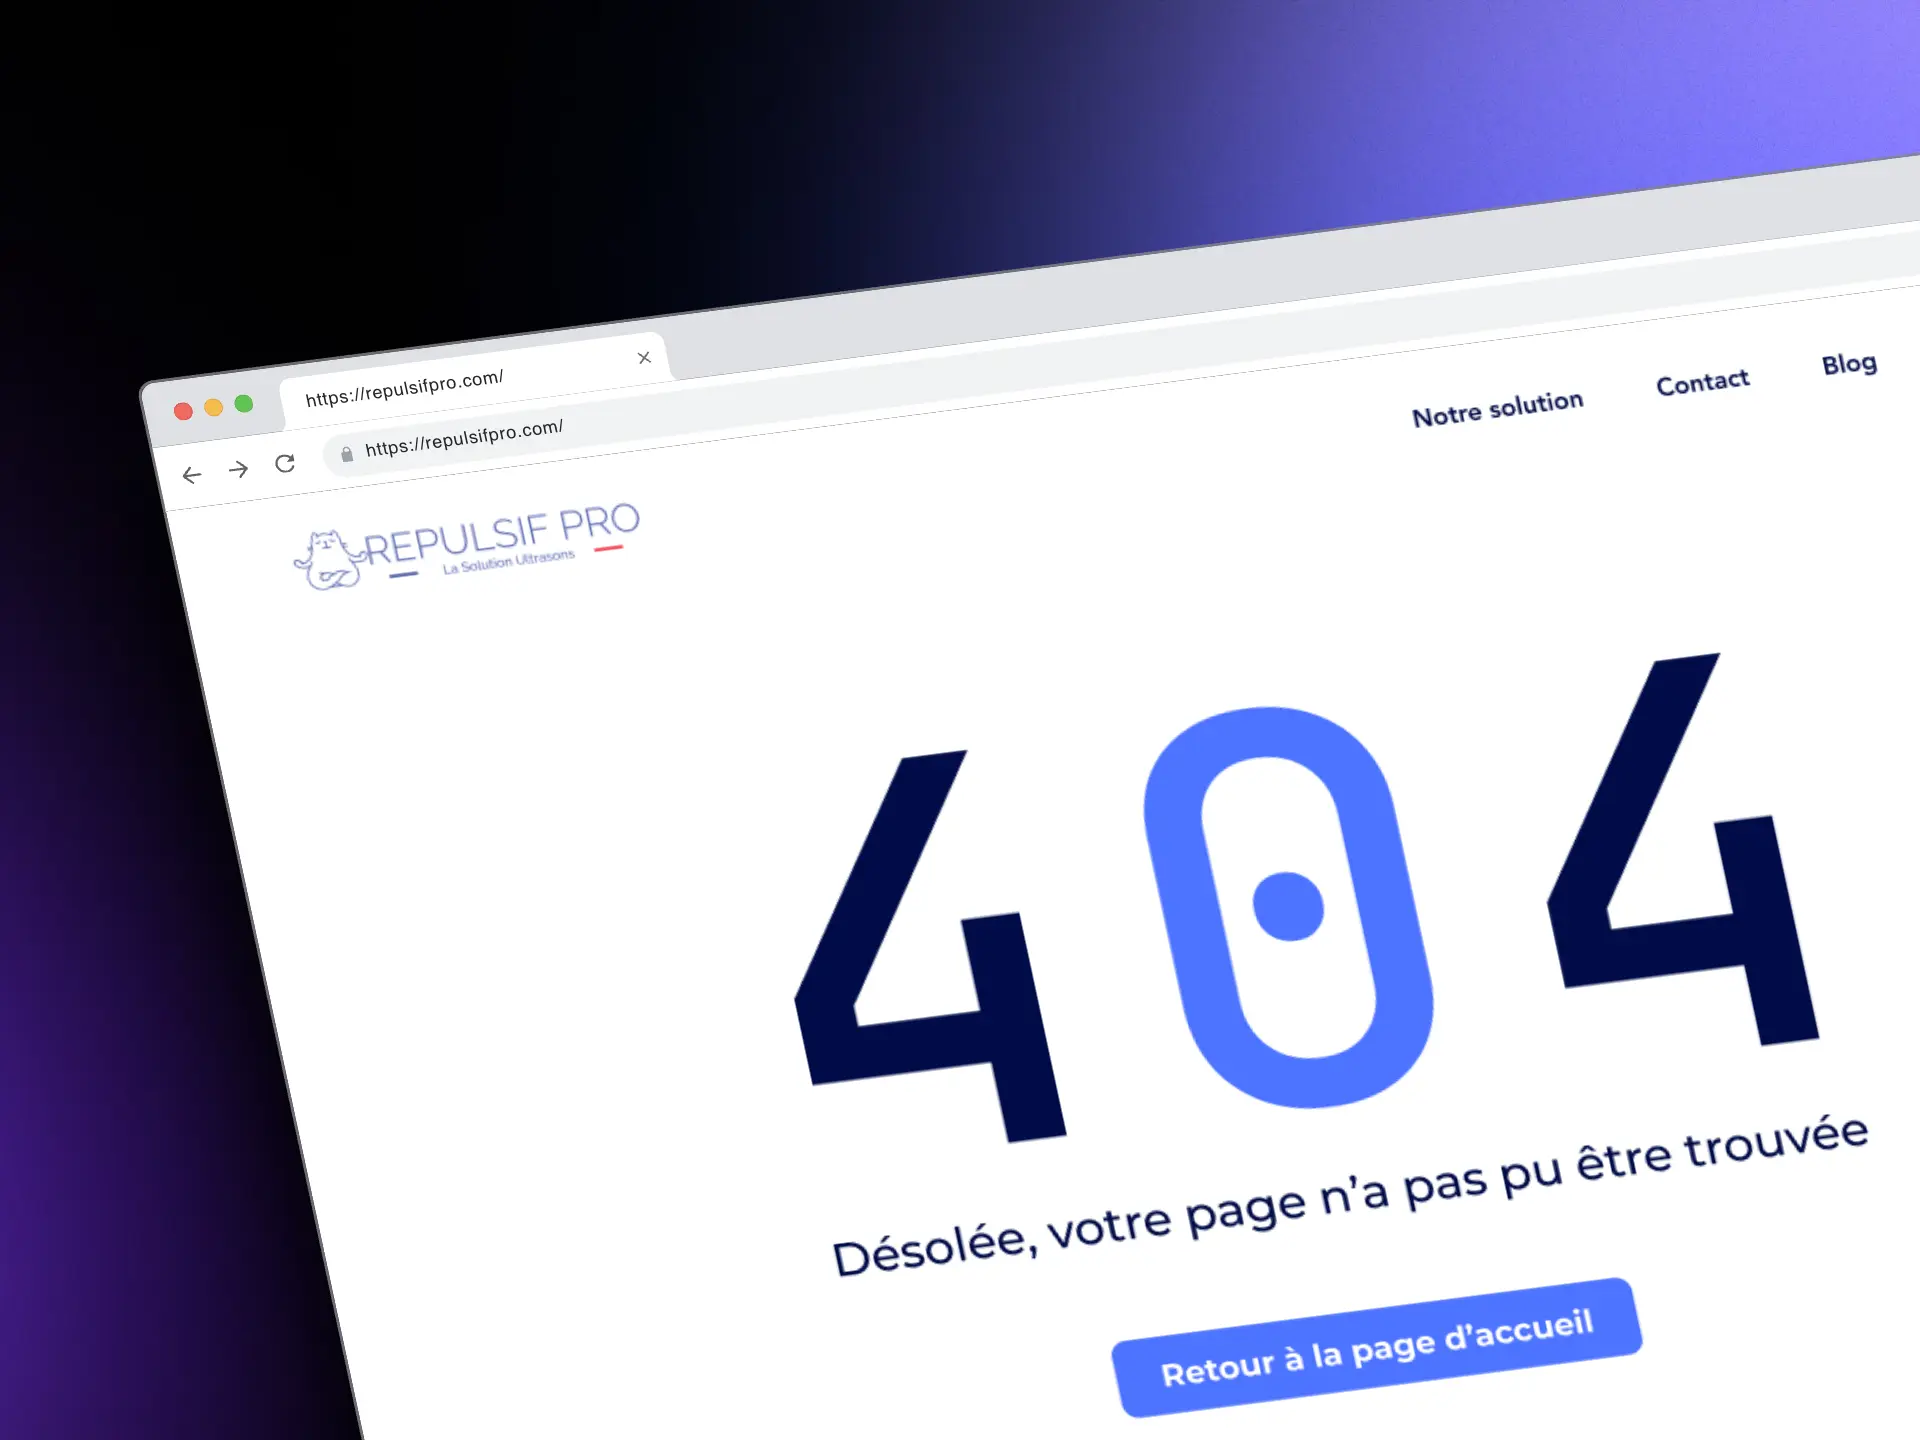 https://repulsifpro.com/
https://repulsifpro.com/
Notre solution
Contact
Blog
REPULSIF PRO
La Solution Ultrasons
404
Désolée, votre page n’a pas pu être trouvée
Retour à la page d’accueil